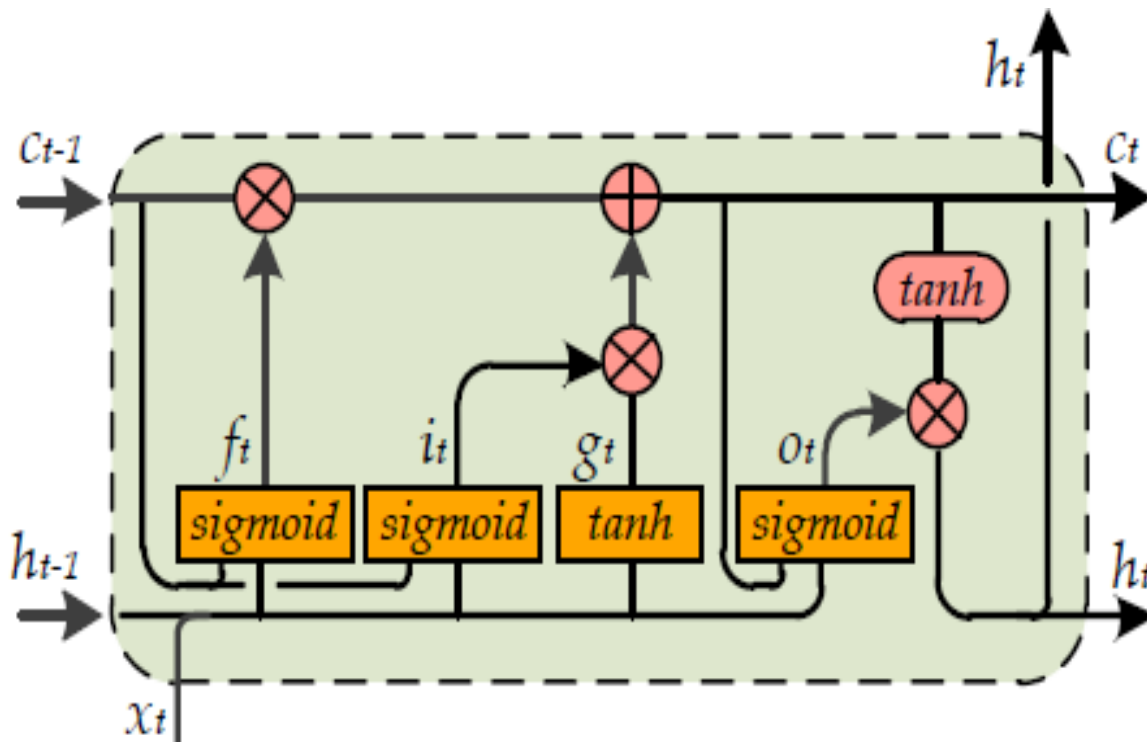 ht
Ct-1
Ct
tanh
ft
it
gt
ot
sigmoid
sigmoid
tanh
sigmoid
ht-1
ht
xt